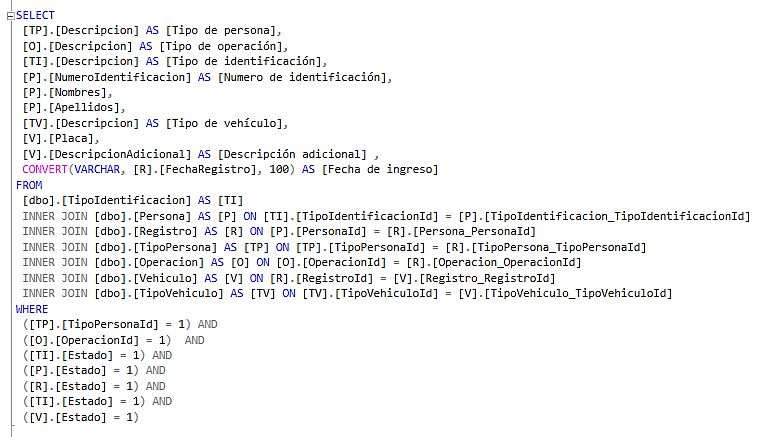 SELECT
[TP].[Descripcion] AS [Tipo de persona],
[O].[Descripcion] AS [Tipo de operación],
[TI].[Descripcion] AS [Tipo de identificación],
[P].[NumeroIdentificacion] AS [Numero de identificación],
[P].[Nombres],
[P].[Apellidos],
[TV].[Descripcion] AS [Tipo de vehículo],
[V].[Placa],
[V].[DescripcionAdicional] AS [Descripción adicional] ,
CONVERT(VARCHAR, [R].[FechaRegistro], 100) AS [Fecha de ingreso]
FROM
[dbo].[TipoIdentificacion] AS [TI]
INNER JOIN [dbo].[Persona] AS [P] ON [TI].[TipoIdentificacionId] = [P].[TipoIdentificacion_TipoIdentificacionId]
INNER JOIN [dbo].[Registro] AS [R] ON [P].[PersonaId] = [R].[Persona_PersonaId]
INNER JOIN [dbo].[TipoPersona] AS [TP] ON [TP].[TipoPersonaId] = [R].[TipoPersona_TipoPersonaId]
INNER JOIN [dbo].[Operacion] AS [O] ON [O].[OperacionId] = [R].[Operacion_OperacionId]
INNER JOIN [dbo].[Vehiculo] AS [V] ON [R].[RegistroId] = [V].[Registro_RegistroId]
INNER JOIN [dbo].[TipoVehiculo] AS [TV] ON [TV].[TipoVehiculoId] = [V].[TipoVehiculo_TipoVehiculoId]
WHERE
([TP].[TipoPersonaId] = 1) AND
([O].[OperacionId] = 1)  AND
([TI].[Estado] = 1) AND
([P].[Estado] = 1) AND
([R].[Estado] = 1) AND
([TI].[Estado] = 1) AND
([V].[Estado] = 1)